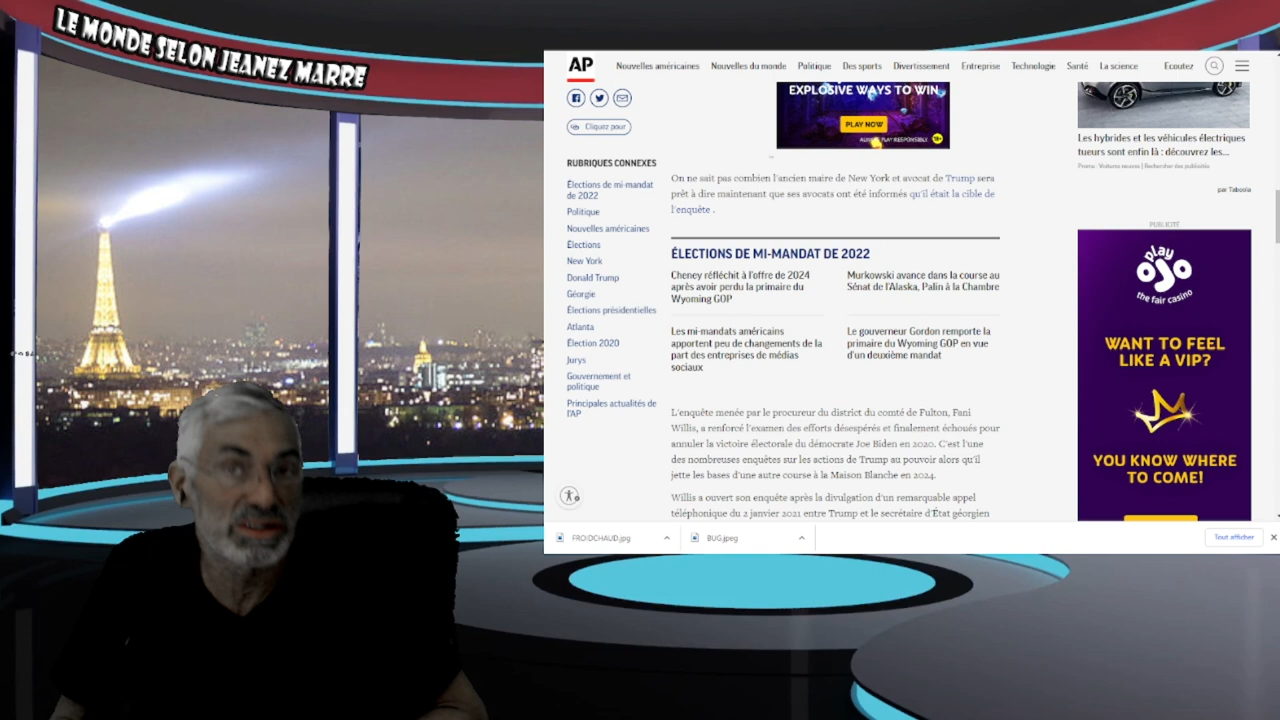 LE MONDE SELON JEANEZ MARRE
AP
Nouvelles américaines Nouvelles du monde Politique Des sports Divertissement Entreprise Technologie Santé La science Ecoutez
Cliquez pour
RUBRIQUES CONNEXES
Élections de mi-mandat
de 2022
Politique
Nouvelles américaines
Élections
New York
Donald Trump
Géorgie
Élections présidentielles
Atlanta
Élection 2020
Jurys
Gouvernement et
politique
Principales actualités de
l'AP
EXPLOSIVE WAYS TO WIN
PLAY NOW
ALWAYS PLAY RESPONSIBLY.
18+
On ne sait pas combien l'ancien maire de New York et avocat de Trump sera
prêt à dire maintenant que ses avocats ont été informés qu'il était la cible de
l'enquête .
ÉLECTIONS DE MI-MANDAT DE 2022
Cheney réfléchit à l'offre de 2024
après avoir perdu la primaire du
Wyoming GOP
Murkowski avance dans la course au
Sénat de l'Alaska, Palin à la Chambre
Les mi-mandats américains
apportent peu de changements de la
part des entreprises de médias
sociaux
Le gouverneur Gordon remporte la
primaire du Wyoming GOP en vue
d'un deuxième mandat
L'enquête menée par le procureur du district du comté de Fulton, Fani
Willis, a renforcé l'examen des efforts désespérés et finalement échoués pour
annuler la victoire électorale du démocrate Joe Biden en 2020. C'est l'une
des nombreuses enquêtes sur les actions de Trump au pouvoir alors qu'il
jette les bases d'une autre course à la Maison Blanche en 2024.
Willis a ouvert son enquête après la divulgation d'un remarquable appel
téléphonique du 2 janvier 2021 entre Trump et le secrétaire d'État géorgien
Les hybrides et les véhicules électriques
tueurs sont enfin là : découvrez les...
Promu : Voitures neuves | Rechercher des publicités
par Taboola
PUBLICITÉ
play
OJO
the fair casino
WANT TO FEEL
LIKE A VIP?
YOU KNOW WHERE
TO COME!
FROIDCHAUD.jpg
BUG.jpeg
Tout afficher